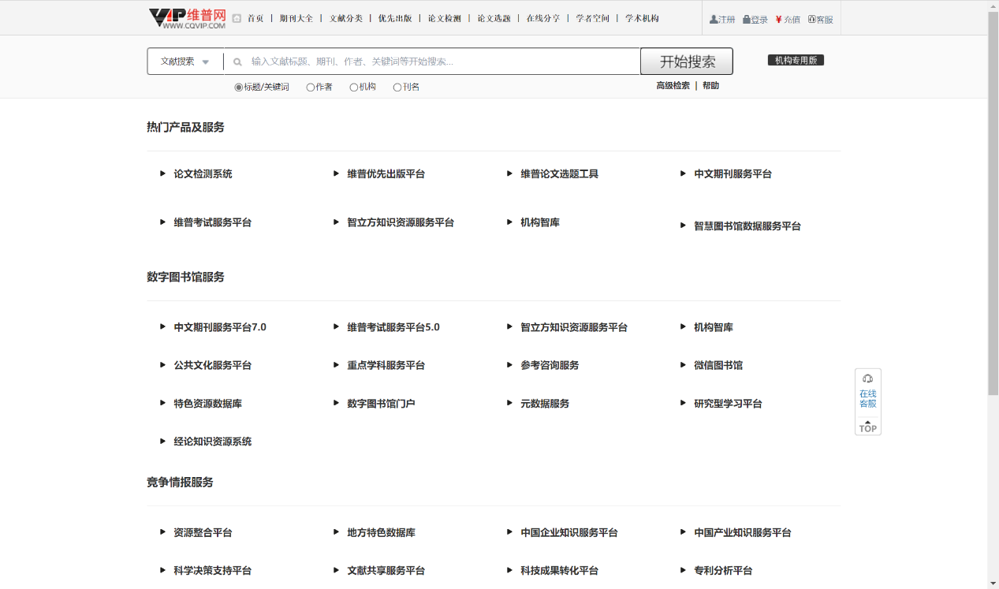 VIP维普网 WWW.CQVIP.COM 首页 | 期刊大全 | 文献分类 | 优先出版 | 论文检测 | 论文选题 | 在线分享 | 学者空间 | 学术机构 注册 登录 ¥充值 客服
文献搜索 输入文献标题、期刊、作者、关键词等开始搜索... 开始搜索 机构专用版
标题/关键词 作者 机构 刊名 高级检索 | 帮助
热门产品及服务
论文检测系统 维普优先出版平台 维普论文选题工具 中文期刊服务平台
维普考试服务平台 智立方知识资源服务平台 机构智库 智慧图书馆数据服务平台
数字图书馆服务
中文期刊服务平台7.0 维普考试服务平台5.0 智立方知识资源服务平台 机构智库
公共文化服务平台 重点学科服务平台 参考咨询服务 微信图书馆
特色资源数据库 数字图书馆门户 元数据服务 研究型学习平台
经论知识资源系统
竞争情报服务
资源整合平台 地方特色数据库 中国企业知识服务平台 中国产业知识服务平台
科学决策支持平台 文献共享服务平台 科技成果转化平台 专利分析平台
在线
客服
TOP